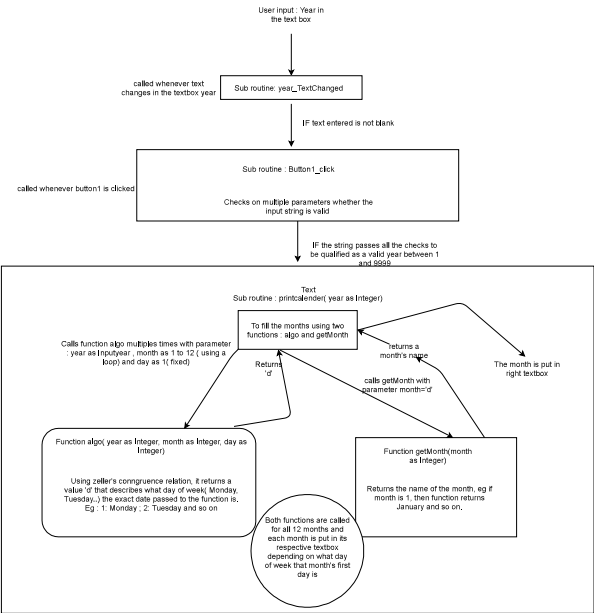 User input : Year in
the text box
called whenever text
changes in the textbox year
Sub routine: year_TextChanged
IF text entered is not blank
Sub routine : Button1_click
called whenever button1 is clicked
Checks on multiple parameters whether the
input string is valid
IF the string passes all the checks to
be qualified as a valid year between 1
and 9999
Text
Sub routine : printcalender( year as Integer)
To fill the months using two
functions : algo and getMonth
Calls function algo multiples times with parameter
: year as Inputyear , month as 1 to 12 ( using a
loop) and day as 1( fixed)
Returns
'd'
returns a
month's name
calls getMonth with
parameter month='d'
The month is put in
right textbox
Function algo( year as Integer, month as Integer, day as
Integer)
Using zeller's conngruence relation, it returns a
value 'd' that describes what day of week( Monday,
Tuesday..) the exact date passed to the function is.
Eg : 1: Monday ; 2: Tuesday and so on
Function getMonth(month
as Integer)
Returns the name of the month, eg if
month is 1, then function returns
January and so on.
Both functions are called
for all 12 months and
each month is put in its
respective textbox
depending on what day
of week that month's first
day is